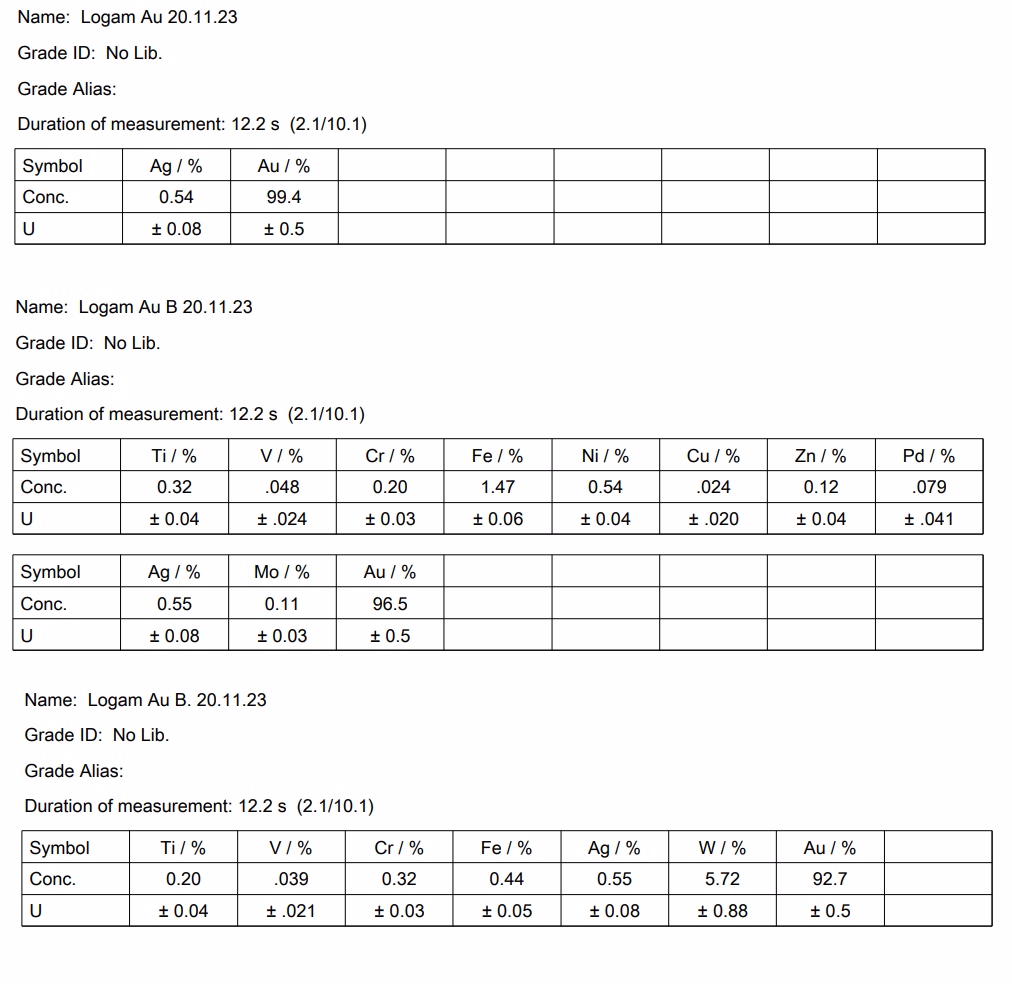 Name: Logam Au 20.11.23
Grade ID: No Lib.
Grade Alias:
Duration of measurement: 12.2 s (2.1/10.1)
Symbol Ag / % Au / %
Conc. 0.54 99.4
U ± 0.08 ± 0.5
Name: Logam Au B 20.11.23
Grade ID: No Lib.
Grade Alias:
Duration of measurement: 12.2 s (2.1/10.1)
Symbol Ti / % V / % Cr / % Fe / % Ni / % Cu / % Zn / % Pd / %
Conc. 0.32 .048 0.20 1.47 0.54 .024 0.12 .079
U ± 0.04 ± .024 ± 0.03 ± 0.06 ± 0.04 ± .020 ± 0.04 ± .041
Symbol Ag / % Mo / % Au / %
Conc. 0.55 0.11 96.5
U ± 0.08 ± 0.03 ± 0.5
Name: Logam Au B. 20.11.23
Grade ID: No Lib.
Grade Alias:
Duration of measurement: 12.2 s (2.1/10.1)
Symbol Ti / % V / % Cr / % Fe / % Ag / % W / % Au / %
Conc. 0.20 .039 0.32 0.44 0.55 5.72 92.7
U ± 0.04 ± .021 ± 0.03 ± 0.05 ± 0.08 ± 0.88 ± 0.5